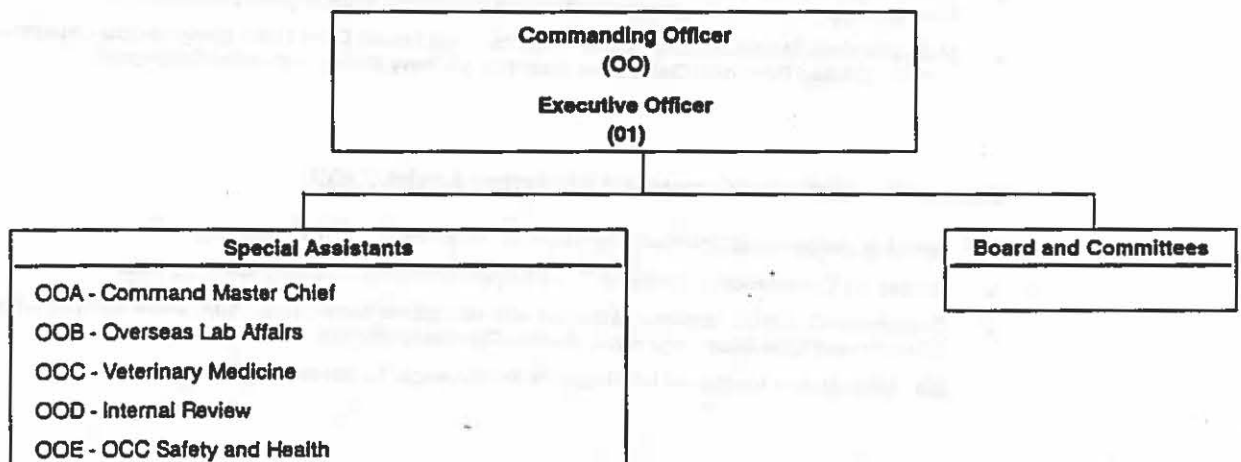 Commanding Officer
(OO)
Executive Officer
(01)
Special Assistants
OOA - Command Master Chief
OOB - Overseas Lab Affairs
OOC - Veterinary Medicine
OOD - Internal Review
OOE - OCC Safety and Health
Board and Committees